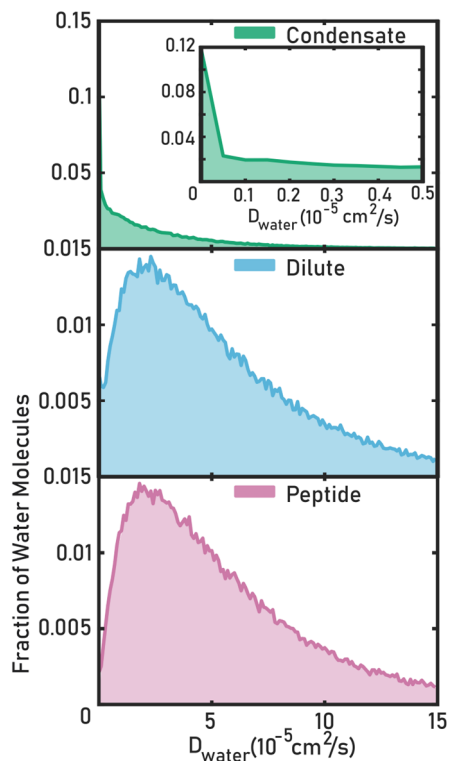 0.15
Condensate
0.12
0.08
0.04
0 0.1 0.2 0.3 0.4 0.5
D_water (10^-5 cm^2/s)
0.1
0.05
0.015
Dilute
0.01
0.005
0.015
Peptide
0.01
0.005
0 5 10 15
D_water (10^-5 cm^2/s)
Fraction of Water Molecules